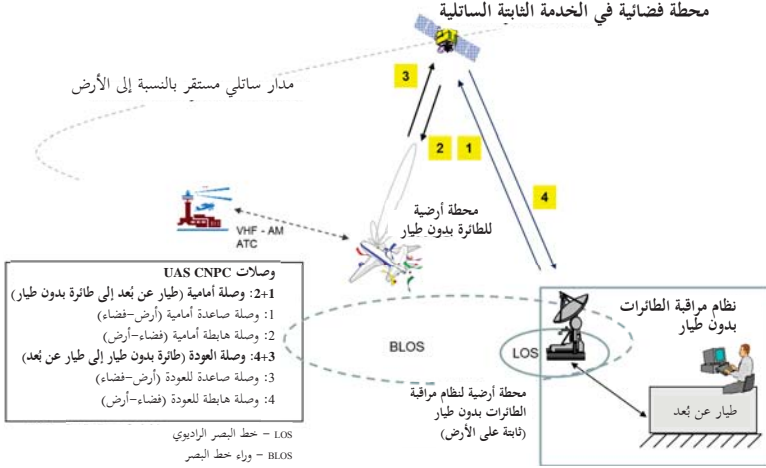 محطة فضائية في الخدمة الثابتة الساتلية
مدار ساتلي مستقر بالنسبة إلى الأرض
3
2
1
4
محطة أرضية
للطائرة بدون طيار
VHF - AM
ATC
وصلات UAS CNPC
2+1: وصلة أمامية (طيار عن بُعد إلى طائرة بدون طيار)
1: وصلة صاعدة أمامية (أرض-فضاء)
2: وصلة هابطة أمامية (فضاء-أرض)
4+3: وصلة العودة (طائرة بدون طيار إلى طيار عن بُعد)
3: وصلة صاعدة للعودة (أرض-فضاء)
4: وصلة هابطة للعودة (فضاء-أرض)
LOS – خط البصر الراديوي
BLOS – وراء خط البصر
BLOS
LOS
نظام مراقبة الطائرات
بدون طيار
محطة أرضية لنظام مراقبة
الطائرات بدون طيار
(ثابتة على الأرض)
طيار عن بُعد